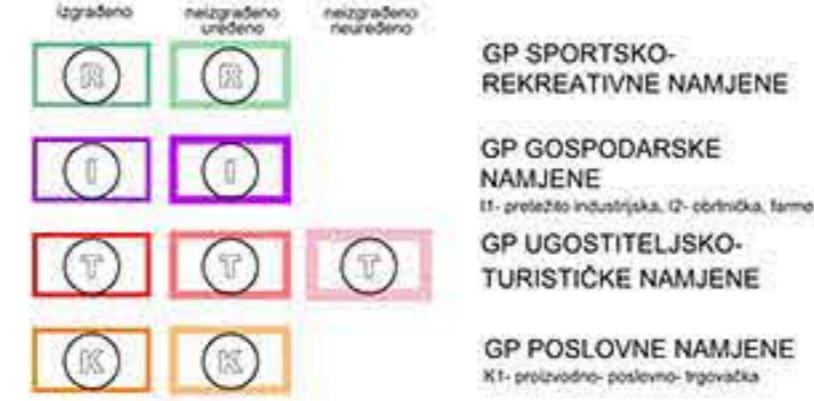 izgrađeno
neizgrađeno
uređeno
neizgrađeno
neuređeno
R
R
GP SPORTSKO-
REKREATIVNE NAMJENE
I
I
GP GOSPODARSKE
NAMJENE
I1- pretežito industrijska, I2- obrtnička, farme
T
T
T
GP UGOSTITELJSKO-
TURISTIČKE NAMJENE
K
K
GP POSLOVNE NAMJENE
K1- proizvodno- poslovno- trgovačka